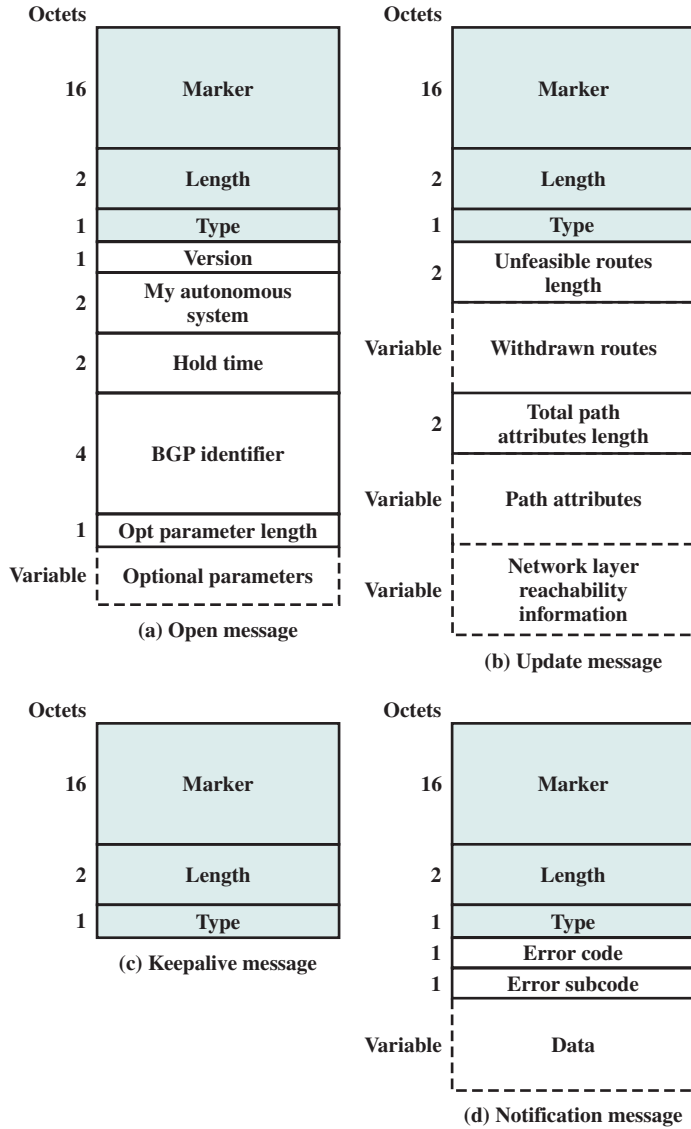 Octets
16
Marker
2
Length
1
Type
1
Version
2
My autonomous
system
2
Hold time
4
BGP identifier
1
Opt parameter length
Variable
Optional parameters
(a) Open message
Octets
16
Marker
2
Length
1
Type
2
Unfeasible routes
length
Variable
Withdrawn routes
2
Total path
attributes length
Variable
Path attributes
Variable
Network layer
reachability
information
(b) Update message
Octets
16
Marker
2
Length
1
Type
(c) Keepalive message
Octets
16
Marker
2
Length
1
Type
1
Error code
1
Error subcode
Variable
Data
(d) Notification message